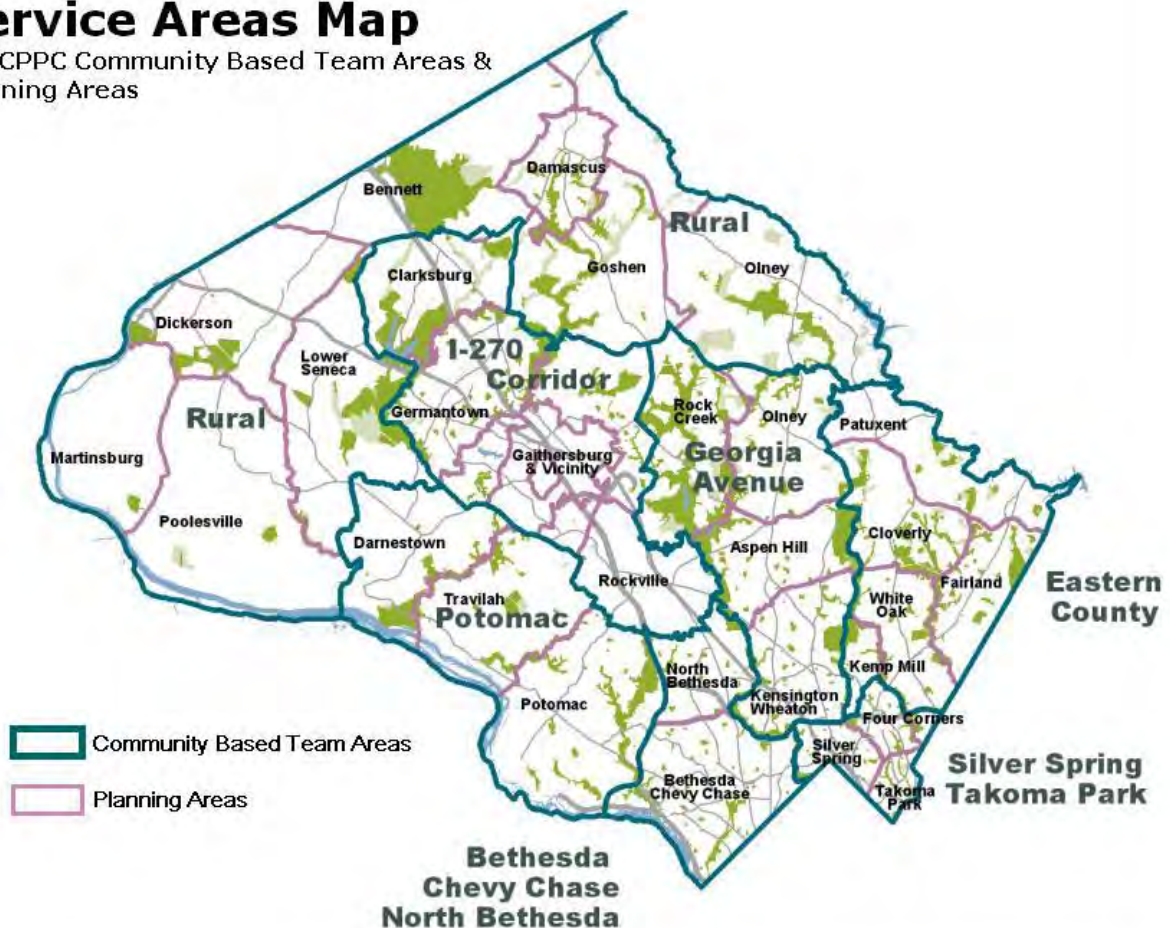 ervice Areas Map
CPPC Community Based Team Areas &
ning Areas
Damascus
Bennett
Rural
Clarksburg
Goshen
Olney
Dickerson
Lower
Seneca
I-270
Corridor
Rural
Germantown
Rock
Creek
Olney
Patuxent
Martinsburg
Gaithersburg
& Vicinity
Georgia
Avenue
Poolesville
Darnestown
Aspen Hill
Cloverly
Rockville
Fairland
Eastern
County
Travilah
Potomac
White
Oak
North
Bethesda
Kemp Mill
Potomac
Kensington
Wheaton
Four Corners
Silver
Spring
Silver Spring
Takoma Park
Bethesda
Chevy Chase
Takoma
Park
Community Based Team Areas
Planning Areas
Bethesda
Chevy Chase
North Bethesda